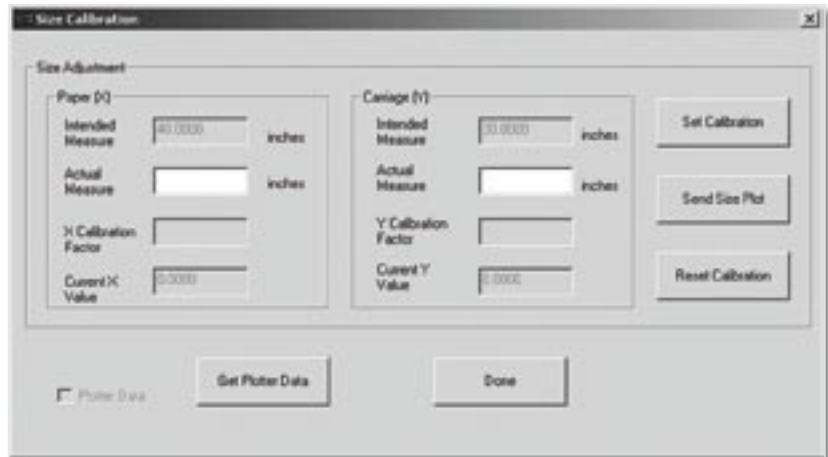 Size Calibration
Size Adjustment
Paper (X)
Intended Measure
40.0000
inches
Actual Measure
inches
X Calibration Factor
Current X Value
0.0000
Carriage (Y)
Intended Measure
30.0000
inches
Actual Measure
inches
Y Calibration Factor
Current Y Value
0.0000
Set Calibration
Send Size Plot
Reset Calibration
Plotter Data
Get Plotter Data
Done